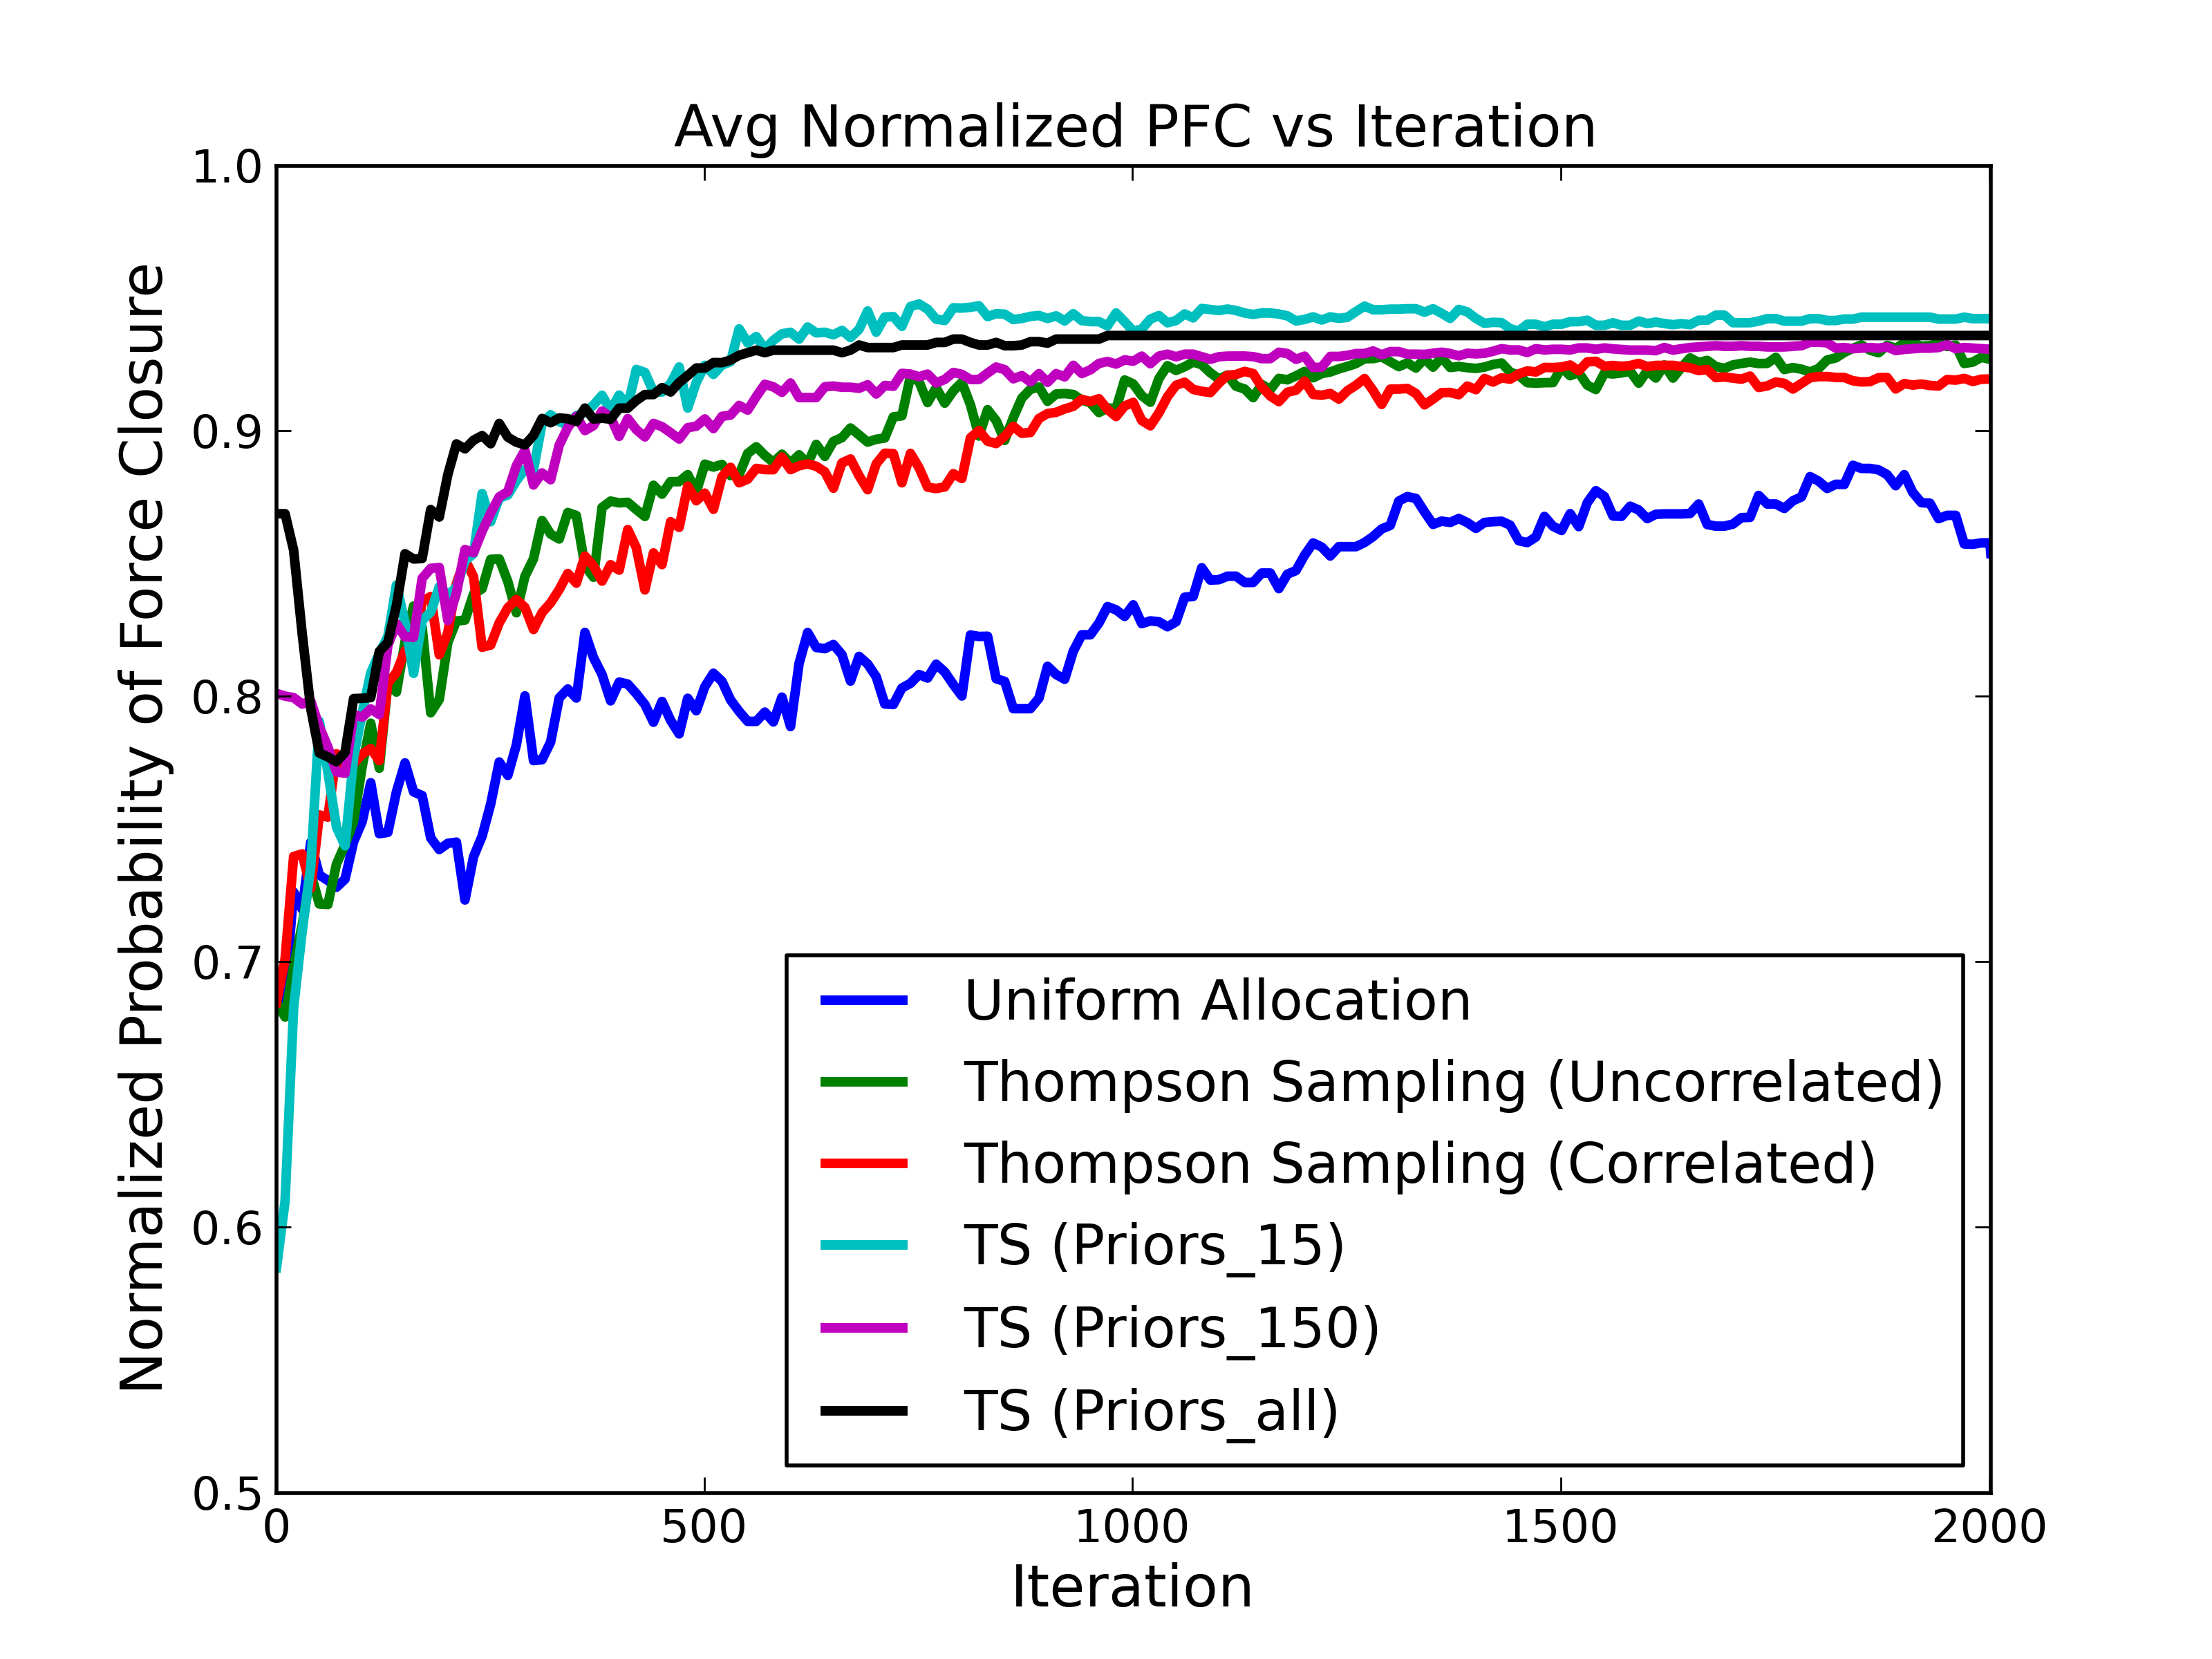 Avg Normalized PFC vs Iteration
Normalized Probability of Force Closure
1.0
0.9
0.8
0.7
0.6
0.5
Uniform Allocation
Thompson Sampling (Uncorrelated)
Thompson Sampling (Correlated)
TS (Priors_15)
TS (Priors_150)
TS (Priors_all)
0 500 1000 1500 2000
Iteration